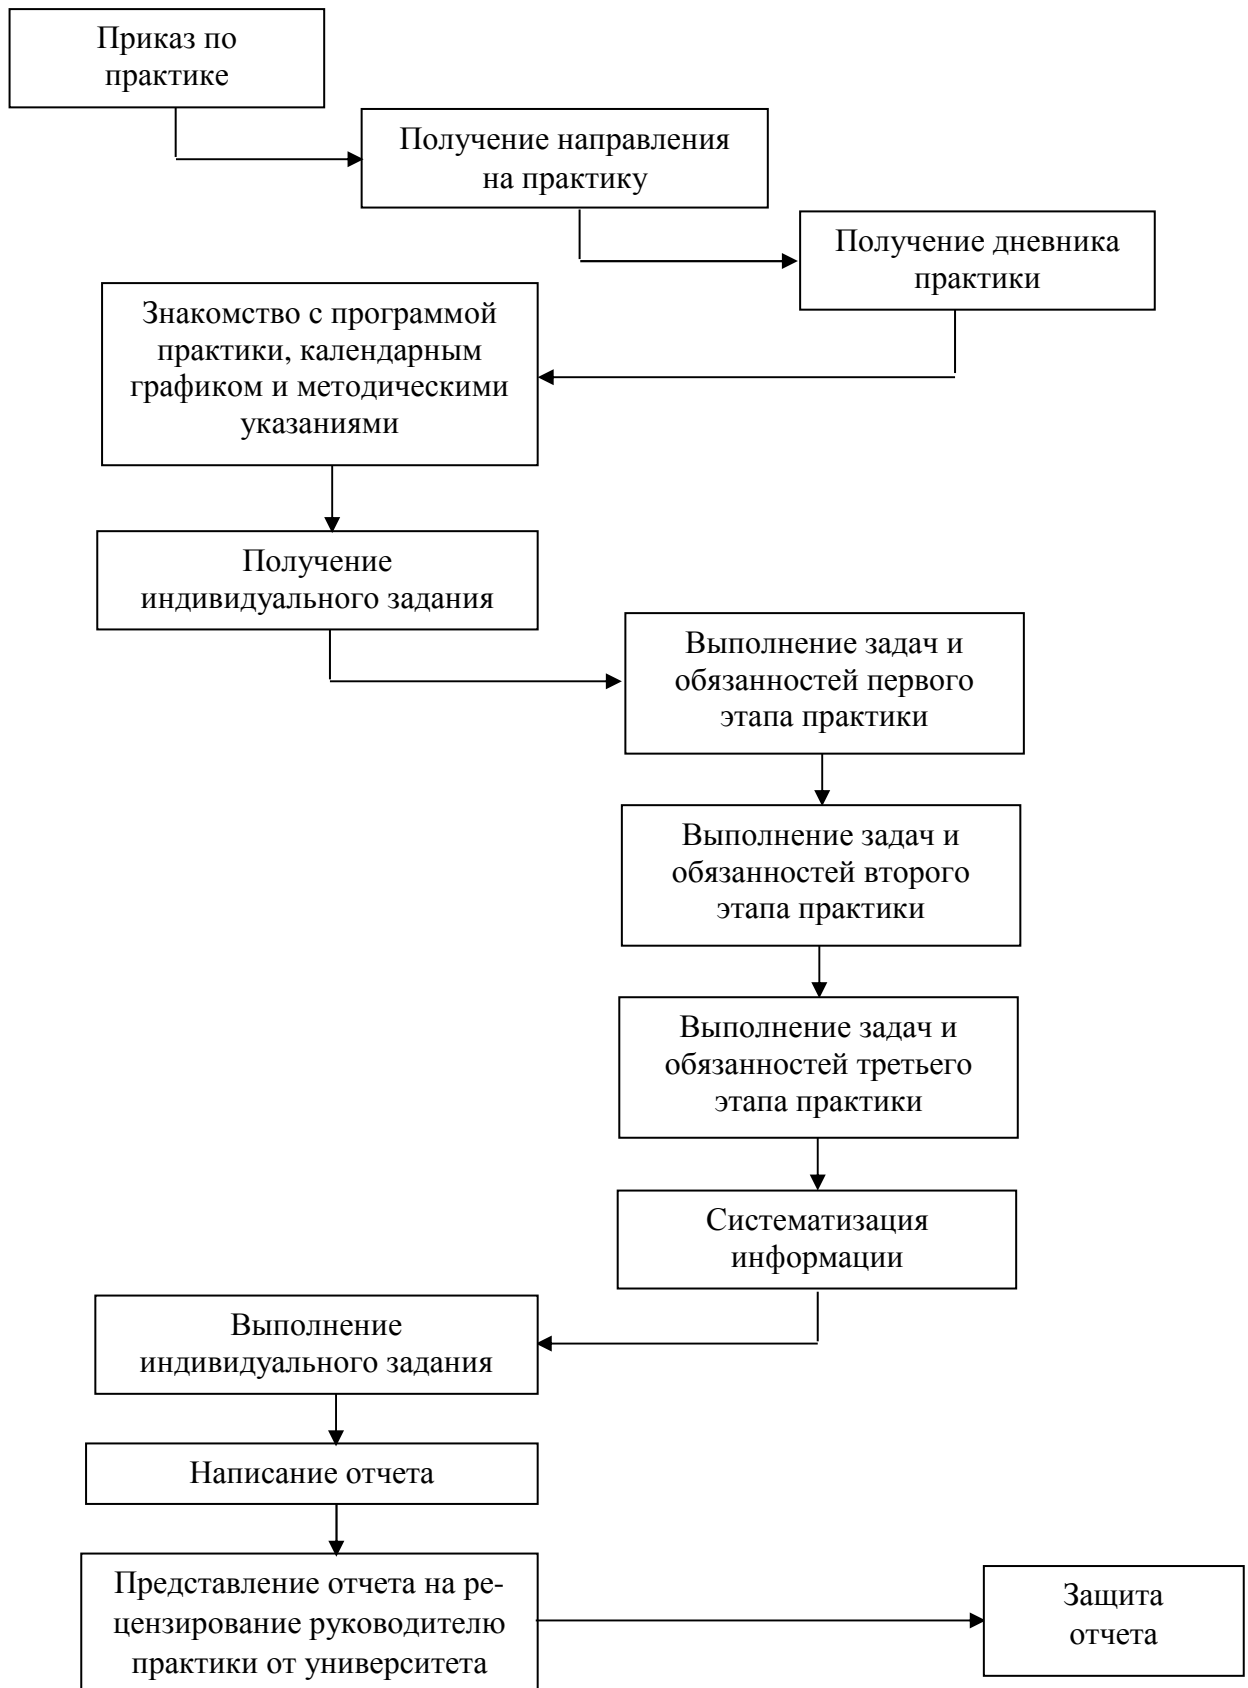 Приказ по
практике
Получение направления
на практику
Получение дневника
практики
Знакомство с программой
практики, календарным
графиком и методическими
указаниями
Получение
индивидуального задания
Выполнение задач и
обязанностей первого
этапа практики
Выполнение задач и
обязанностей второго
этапа практики
Выполнение задач и
обязанностей третьего
этапа практики
Систематизация
информации
Выполнение
индивидуального задания
Написание отчета
Представление отчета на ре-
цензирование руководителю
практики от университета
Защита
отчета